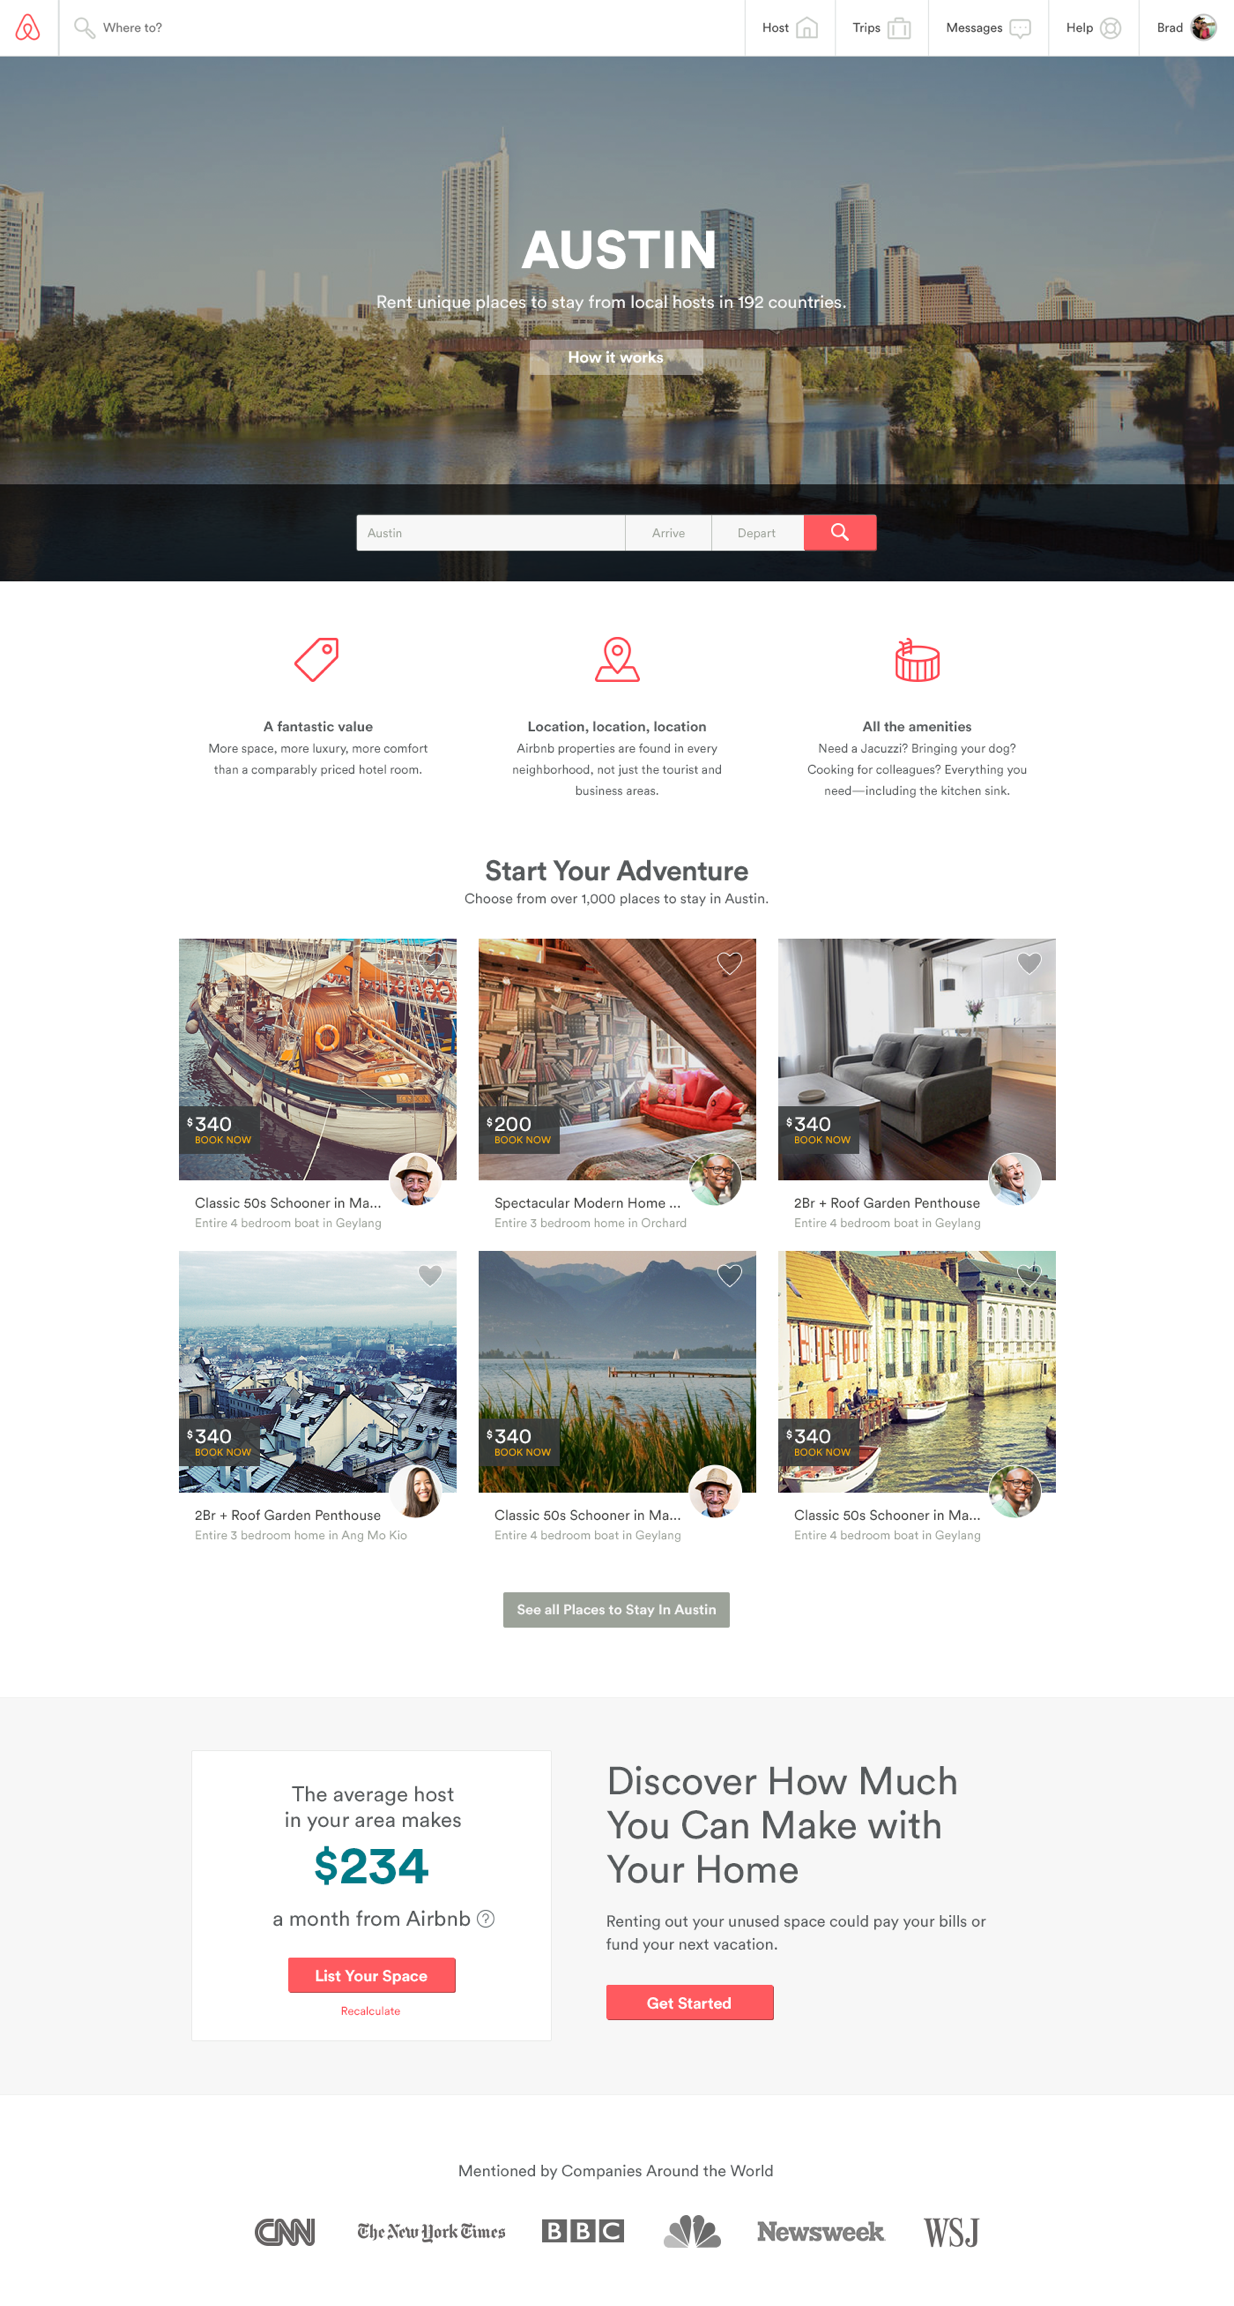 Where to?
Host
Trips
Messages
Help
Brad
AUSTIN
Rent unique places to stay from local hosts in 192 countries.
How it works
Austin
Arrive
Depart
A fantastic value
More space, more luxury, more comfort
than a comparably priced hotel room.
Location, location, location
Airbnb properties are found in every
neighborhood, not just the tourist and
business areas.
All the amenities
Need a Jacuzzi? Bringing your dog?
Cooking for colleagues? Everything you
need—including the kitchen sink.
Start Your Adventure
Choose from over 1,000 places to stay in Austin.
$340
BOOK NOW
Classic 50s Schooner in Ma...
Entire 4 bedroom boat in Geylang
$200
BOOK NOW
Spectacular Modern Home ...
Entire 3 bedroom home in Orchard
$340
BOOK NOW
2Br + Roof Garden Penthouse
Entire 4 bedroom boat in Geylang
$340
BOOK NOW
2Br + Roof Garden Penthouse
Entire 3 bedroom home in Ang Mo Kio
$340
BOOK NOW
Classic 50s Schooner in Ma...
Entire 4 bedroom boat in Geylang
$340
BOOK NOW
Classic 50s Schooner in Ma...
Entire 4 bedroom boat in Geylang
See all Places to Stay In Austin
The average host
in your area makes
$234
a month from Airbnb ?
List Your Space
Recalculate
Discover How Much
You Can Make with
Your Home
Renting out your unused space could pay your bills or
fund your next vacation.
Get Started
Mentioned by Companies Around the World
CNN
The New York Times
BBC
Newsweek
WSJ